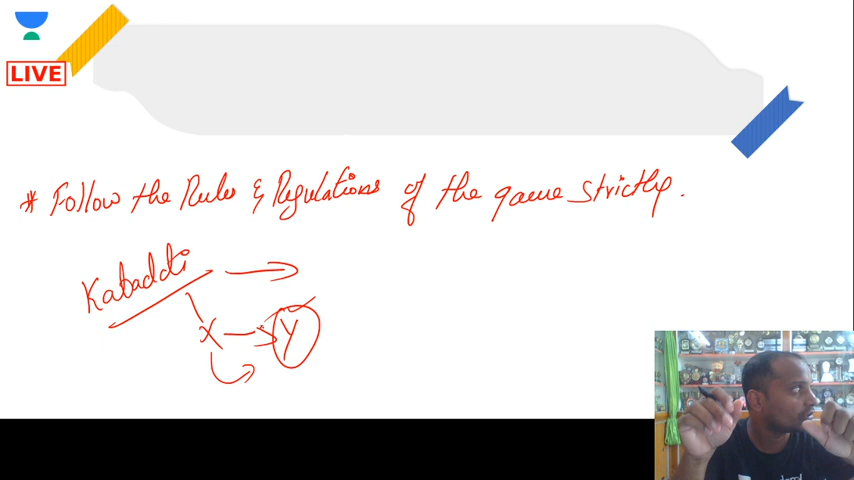 LIVE
* Follow the Rules & Regulations of the game strictly.
Kabaddi
X
Y